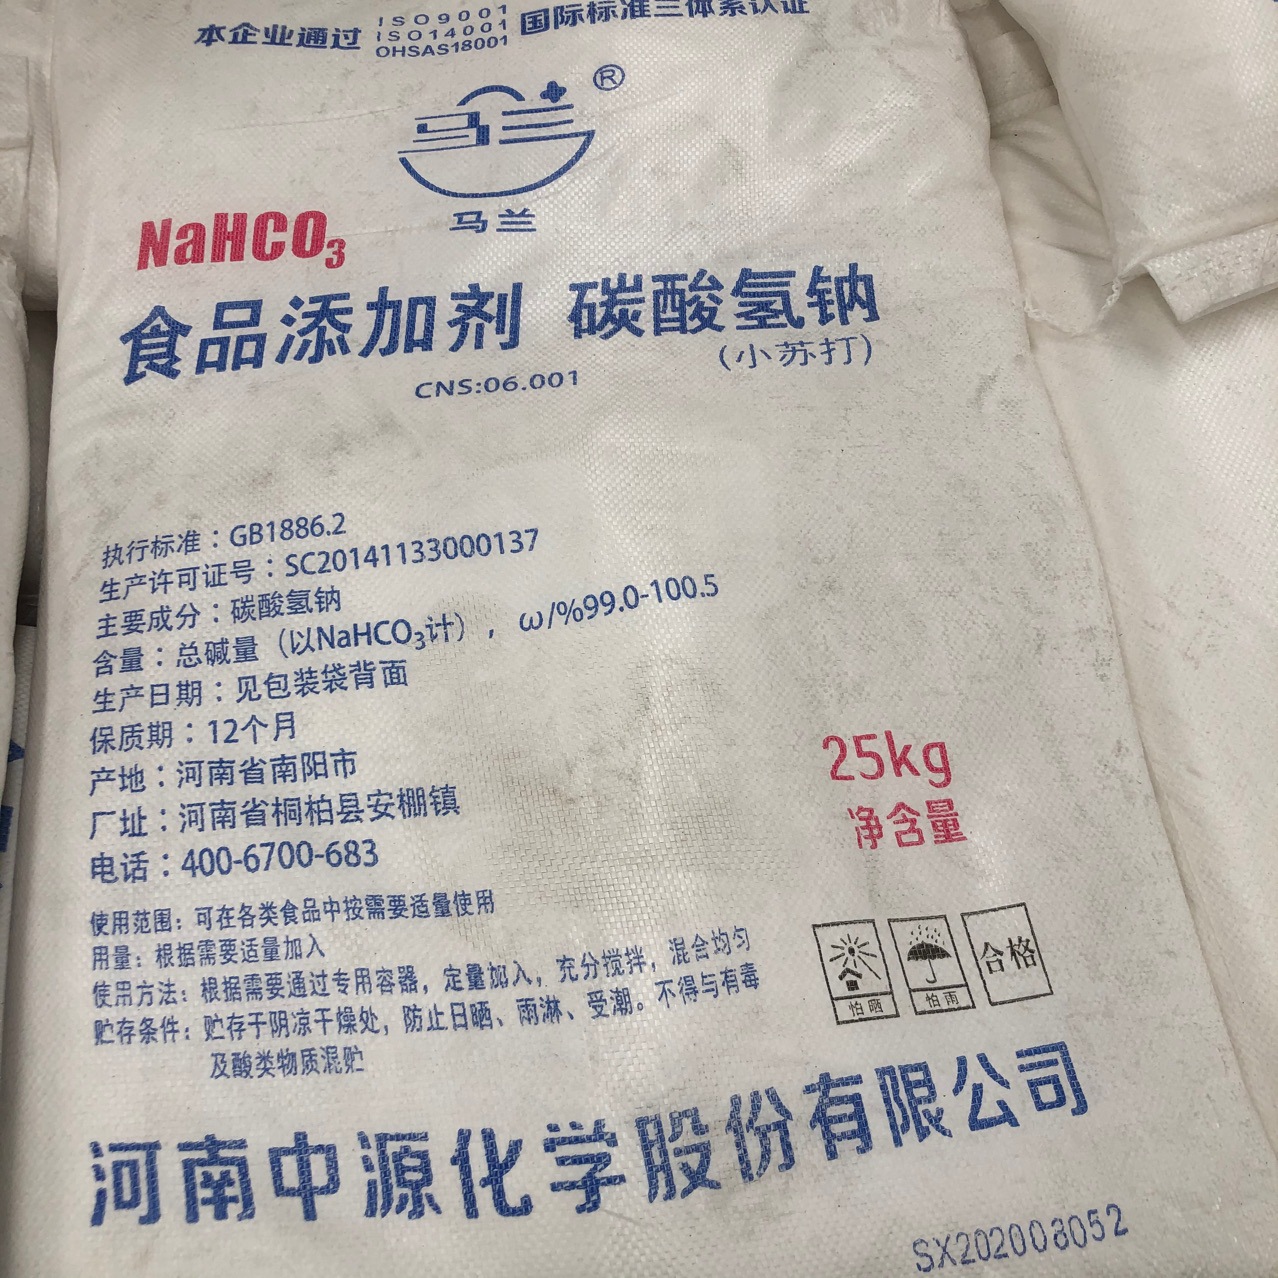 本企业通过 ISO9001 ISO14001 OHSAS18001 国际标准三体系认证
马兰®
马兰
NaHCO₃
食品添加剂 碳酸氢钠
(小苏打)
CNS:06.001
执行标准：GB1886.2
生产许可证号：SC20141133000137
主要成分：碳酸氢钠
含量：总碱量（以NaHCO₃计），ω/%99.0-100.5
生产日期：见包装袋背面
保质期：12个月
产地：河南省南阳市
厂址：河南省桐柏县安棚镇
电话：400-6700-683
25kg
净含量
使用范围：可在各类食品中按需要适量使用
用量：根据需要适量加入
使用方法：根据需要通过专用容器，定量加入，充分搅拌，混合均匀
贮存条件：贮存于阴凉干燥处，防止日晒、雨淋、受潮。不得与有毒
及酸类物质混贮
怕晒 怕雨 合格
河南中源化学股份有限公司
SX202008052